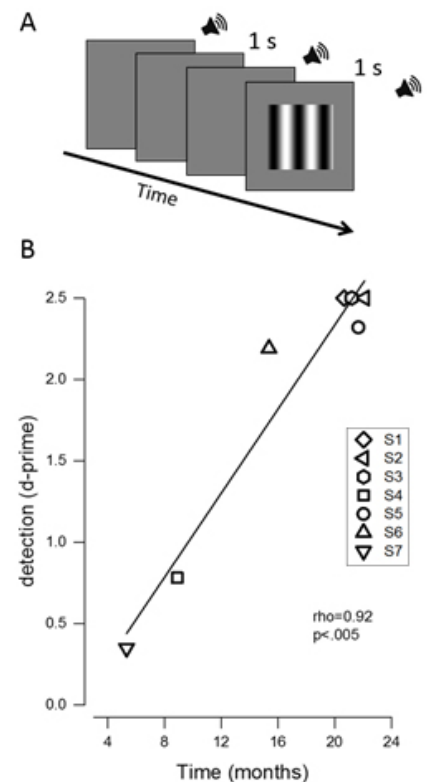 A
1 s
1 s
Time
B
detection (d-prime)
2.5
2.0
1.5
1.0
0.5
0.0
S1
S2
S3
S4
S5
S6
S7
rho=0.92
p<.005
4 8 12 16 20 24
Time (months)